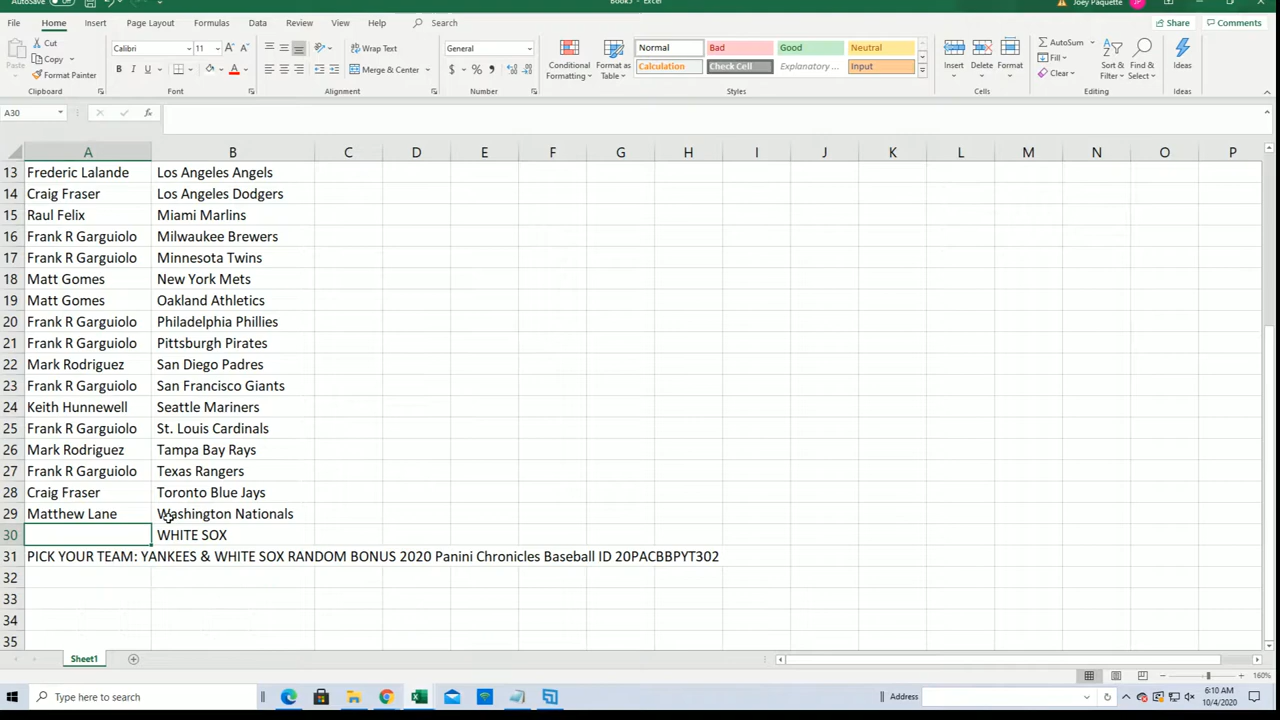 AutoSave Off Book3 - Excel Joey Paquette JP
File Home Insert Page Layout Formulas Data Review View Help Search Share Comments
Paste Cut Copy Format Painter Clipboard
Calibri 11 A A B I U A Font
Wrap Text Merge & Center Alignment
General $ % , Number
Conditional Formatting Format as Table
Normal Bad Good Neutral
Calculation Check Cell Explanatory ... Input
Styles
Insert Delete Format Cells
AutoSum Fill Clear Sort & Filter Find & Select Editing
Ideas Ideas
A30 fx
A B C D E F G H I J K L M N O P
13 Frederic Lalande Los Angeles Angels
14 Craig Fraser Los Angeles Dodgers
15 Raul Felix Miami Marlins
16 Frank R Garguiolo Milwaukee Brewers
17 Frank R Garguiolo Minnesota Twins
18 Matt Gomes New York Mets
19 Matt Gomes Oakland Athletics
20 Frank R Garguiolo Philadelphia Phillies
21 Frank R Garguiolo Pittsburgh Pirates
22 Mark Rodriguez San Diego Padres
23 Frank R Garguiolo San Francisco Giants
24 Keith Hunnewell Seattle Mariners
25 Frank R Garguiolo St. Louis Cardinals
26 Mark Rodriguez Tampa Bay Rays
27 Frank R Garguiolo Texas Rangers
28 Craig Fraser Toronto Blue Jays
29 Matthew Lane Washington Nationals
30 WHITE SOX
31 PICK YOUR TEAM: YANKEES & WHITE SOX RANDOM BONUS 2020 Panini Chronicles Baseball ID 20PACBBPYT302
32
33
34
35
Sheet1
160%
Type here to search Address 6:10 AM
10/4/2020